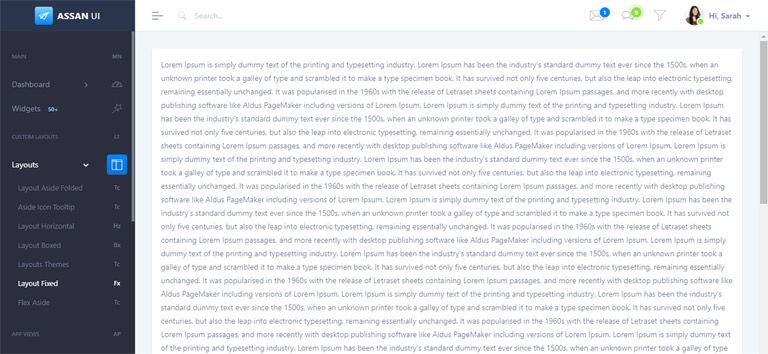 ASSAN UI
Search...
1
Hi, Sarah
MAIN MN
Dashboard
Widgets 50+
CUSTOM LAYOUTS LT
Layouts
Layout Aside Folded Tc
Aside Icon Tooltip Tc
Layout Horizontal Hz
Layout Boxed Bx
Layouts Themev Tc
Layout Fixed Fx
Flex Aside Tc
APP VIEWS AP
Lorem Ipsum is simply dummy text of the printing and typesetting industry. Lorem Ipsum has been the industry's standard dummy text ever since the 1500s, when an
unknown printer took a galley of type and scrambled it to make a type specimen book. It has survived not only five centuries, but also the leap into electronic typesetting,
remaining essentially unchanged. It was popularised in the 1960s with the release of Letraset sheets containing Lorem Ipsum passages, and more recently with desktop
publishing software like Aldus PageMaker including versions of Lorem Ipsum. Lorem Ipsum is simply dummy text of the printing and typesetting industry. Lorem Ipsum
has been the industry's standard dummy text ever since the 1500s, when an unknown printer took a galley of type and scrambled it to make a type specimen book. It has
survived not only five centuries, but also the leap into electronic typesetting, remaining essentially unchanged. It was popularised in the 1960s with the release of Letraset
sheets containing Lorem Ipsum passages, and more recently with desktop publishing software like Aldus PageMaker including versions of Lorem Ipsum. Lorem Ipsum is
simply dummy text of the printing and typesetting industry. Lorem Ipsum has been the industry's standard dummy text ever since the 1500s, when an unknown printer
took a galley of type and scrambled it to make a type specimen book. It has survived not only five centuries, but also the leap into electronic typesetting, remaining
essentially unchanged. It was popularised in the 1960s with the release of Letraset sheets containing Lorem Ipsum passages, and more recently with desktop publishing
software like Aldus PageMaker including versions of Lorem Ipsum. Lorem Ipsum is simply dummy text of the printing and typesetting industry. Lorem Ipsum has been the
industry's standard dummy text ever since the 1500s, when an unknown printer took a galley of type and scrambled it to make a type specimen book. It has survived not
only five centuries, but also the leap into electronic typesetting, remaining essentially unchanged. It was popularised in the 1960s with the release of Letraset sheets
containing Lorem Ipsum passages, and more recently with desktop publishing software like Aldus PageMaker including versions of Lorem Ipsum. Lorem Ipsum is simply
dummy text of the printing and typesetting industry. Lorem Ipsum has been the industry's standard dummy text ever since the 1500s, when an unknown printer took a
galley of type and scrambled it to make a type specimen book. It has survived not only five centuries, but also the leap into electronic typesetting, remaining essentially
unchanged. It was popularised in the 1960s with the release of Letraset sheets containing Lorem Ipsum passages, and more recently with desktop publishing software like
Aldus PageMaker including versions of Lorem Ipsum. Lorem Ipsum is simply dummy text of the printing and typesetting industry. Lorem Ipsum has been the industry's
standard dummy text ever since the 1500s, when an unknown printer took a galley of type and scrambled it to make a type specimen book. It has survived not only five
centuries, but also the leap into electronic typesetting, remaining essentially unchanged. It was popularised in the 1960s with the release of Letraset sheets containing
Lorem Ipsum passages, and more recently with desktop publishing software like Aldus PageMaker including versions of Lorem Ipsum. Lorem Ipsum is simply dummy
text of the printing and typesetting industry. Lorem Ipsum has been the industry's standard dummy text ever since the 1500s, when an unknown printer took a galley of